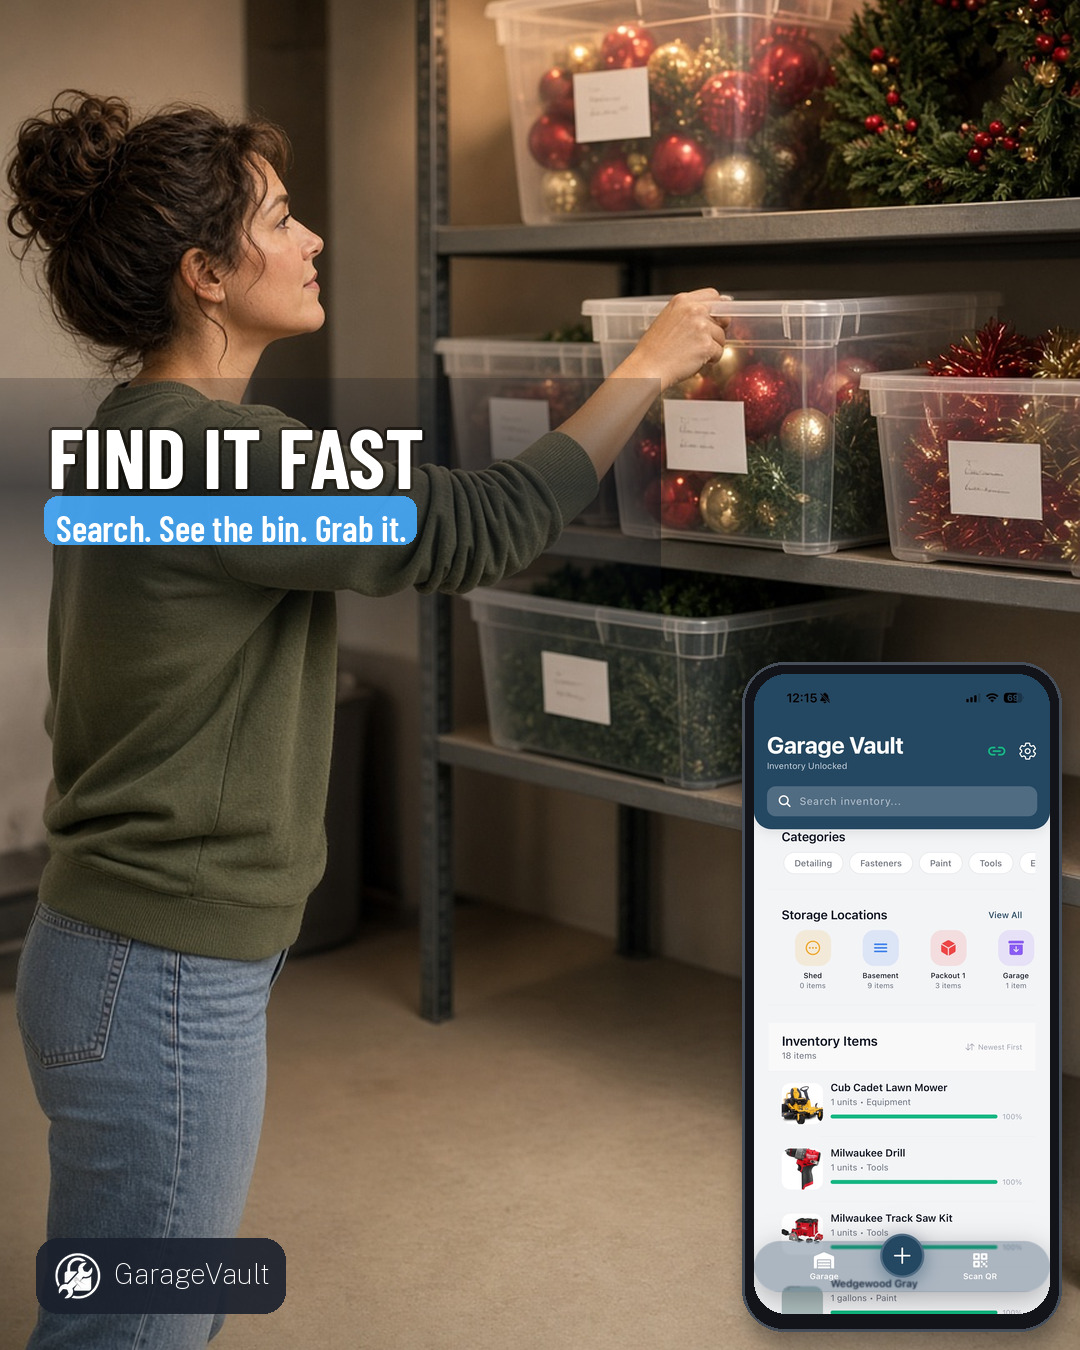 FIND IT FAST
Search. See the bin. Grab it.
12:15
Garage Vault
Inventory Unlocked
Search inventory...
Categories
Detailing
Fasteners
Paint
Tools
E
Storage Locations
View All
Shed
0 items
Basement
9 items
Packout 1
3 items
Garage
1 item
Inventory Items
18 items
Newest First
Cub Cadet Lawn Mower
1 units • Equipment
100%
Milwaukee Drill
1 units • Tools
100%
Milwaukee Track Saw Kit
1 units • Tools
100%
Garage
+
Scan QR
Wedgewood Gray
1 gallons • Paint
100%
GarageVault